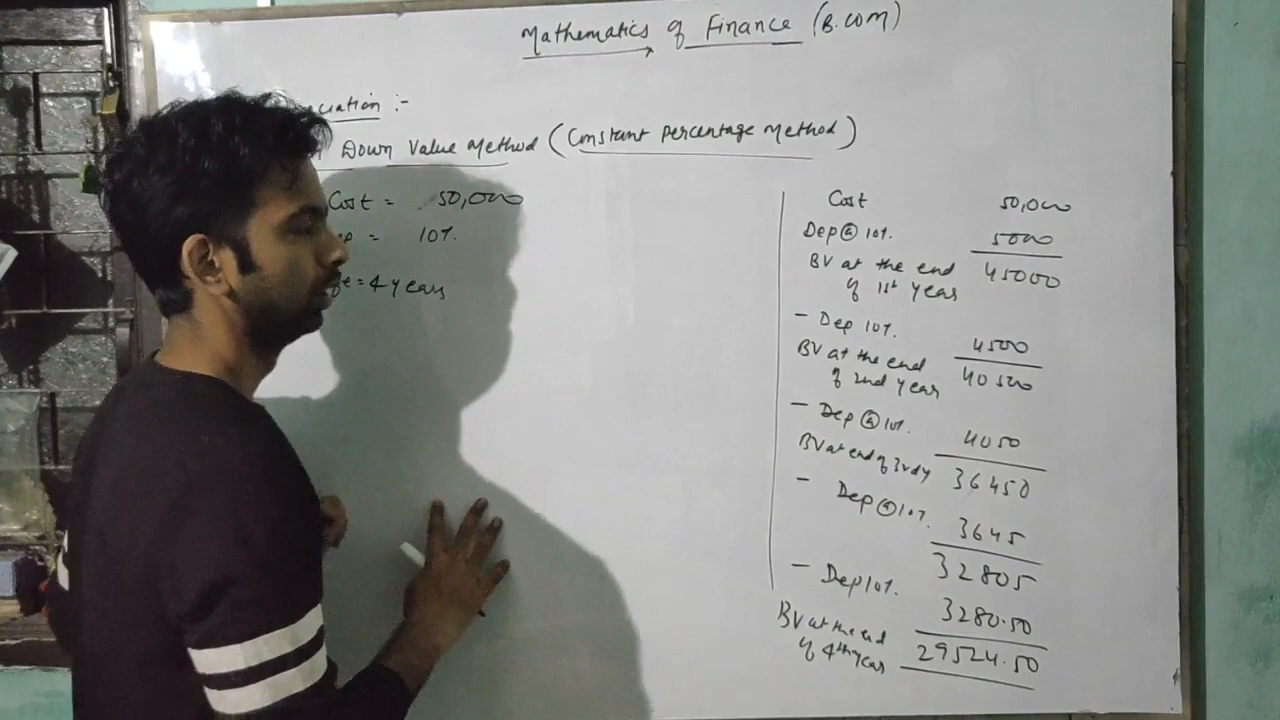 Mathematics of Finance (B.COM)
ciation :-
Down Value Method (Constant Percentage Method)
Cost = 50,000
= 10%.
= 4 years
Cost 50,000
Dep @ 10%. 5000
BV at the end of 1st year 45000
- Dep 10%. 4500
BV at the end of 2nd year 40500
- Dep @ 10%. 4050
BV at end of 3rd y 36450
- Dep @ 10%. 3645
32805
- Dep 10%. 3280.50
BV at the end of 4th year 29524.50